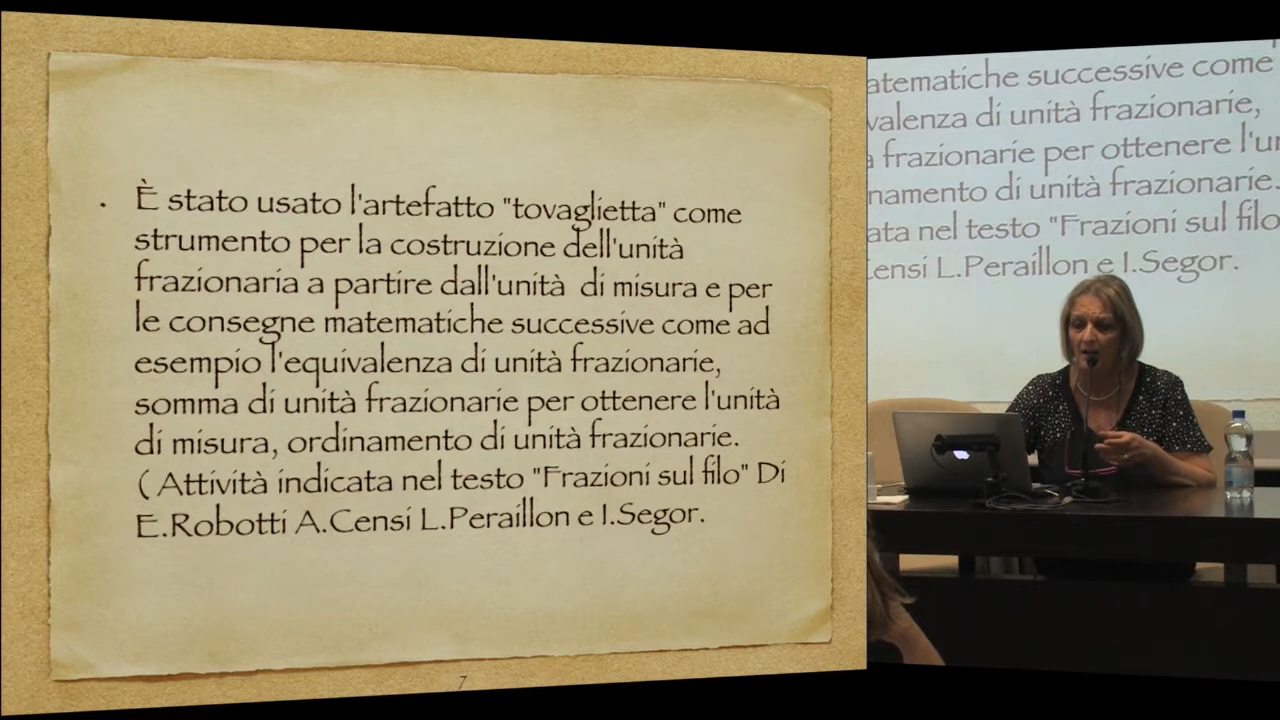 . È stato usato l'artefatto "tovaglietta" come
strumento per la costruzione dell'unità
frazionaria a partire dall'unità di misura e per
le consegne matematiche successive come ad
esempio l'equivalenza di unità frazionarie,
somma di unità frazionarie per ottenere l'unità
di misura, ordinamento di unità frazionarie.
( Attività indicata nel testo "Frazioni sul filo" Di
E.Robotti A.Censi L.Peraillon e I.Segor.
7
matematiche successive come
valenza di unità frazionarie,
frazionarie per ottenere l'un
namento di unità frazionarie.
ata nel testo "Frazioni sul filo
Censi L.Peraillon e I.Segor.